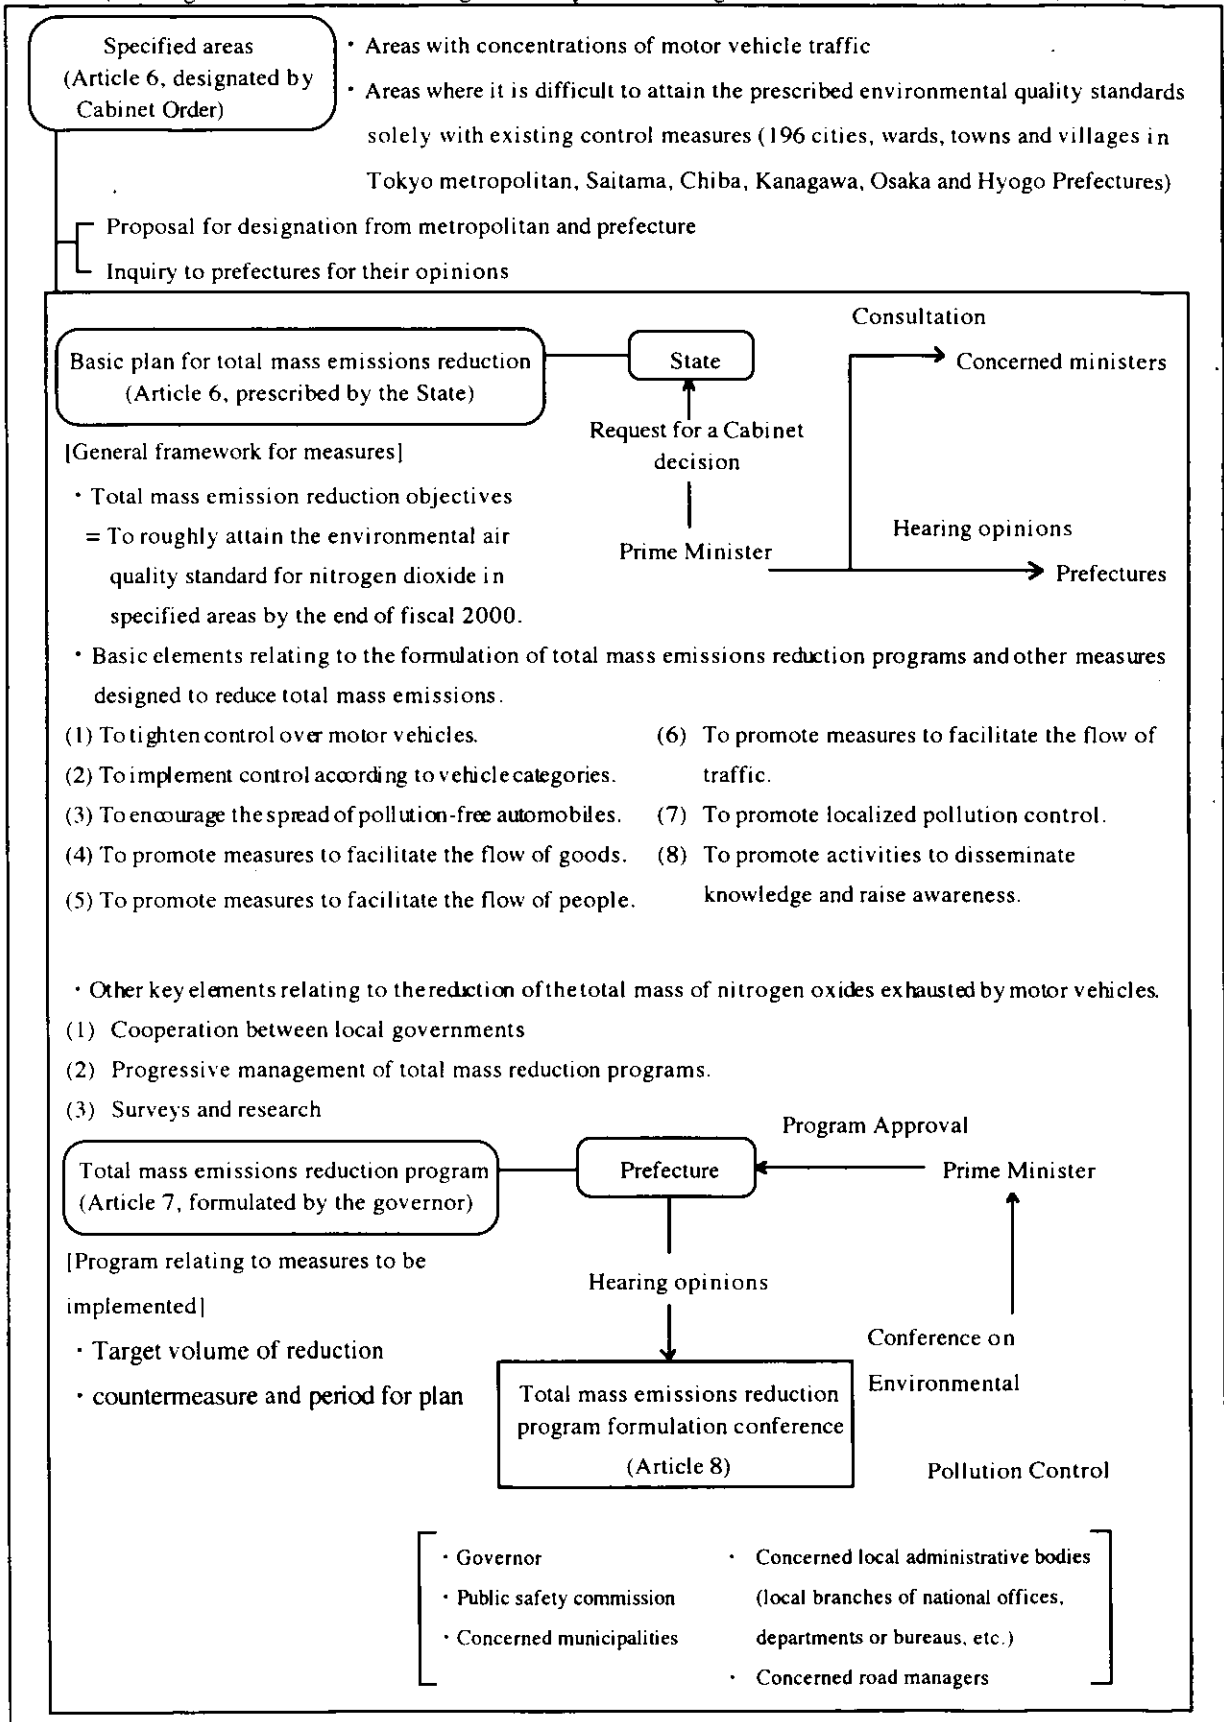 Specified areas
(Article 6, designated by
Cabinet Order)
· Areas with concentrations of motor vehicle traffic
· Areas where it is difficult to attain the prescribed environmental quality standards
solely with existing control measures (196 cities, wards, towns and villages in
Tokyo metropolitan, Saitama, Chiba, Kanagawa, Osaka and Hyogo Prefectures)
Proposal for designation from metropolitan and prefecture
Inquiry to prefectures for their opinions
Basic plan for total mass emissions reduction
(Article 6, prescribed by the State)
State
Consultation
Concerned ministers
Request for a Cabinet
decision
Prime Minister
Hearing opinions
Prefectures
[General framework for measures]
· Total mass emission reduction objectives
= To roughly attain the environmental air
quality standard for nitrogen dioxide in
specified areas by the end of fiscal 2000.
· Basic elements relating to the formulation of total mass emissions reduction programs and other measures
designed to reduce total mass emissions.
(1) To tighten control over motor vehicles.
(2) To implement control according to vehicle categories.
(3) To encourage the spread of pollution-free automobiles.
(4) To promote measures to facilitate the flow of goods.
(5) To promote measures to facilitate the flow of people.
(6) To promote measures to facilitate the flow of
traffic.
(7) To promote localized pollution control.
(8) To promote activities to disseminate
knowledge and raise awareness.
· Other key elements relating to the reduction of the total mass of nitrogen oxides exhausted by motor vehicles.
(1) Cooperation between local governments
(2) Progressive management of total mass reduction programs.
(3) Surveys and research
Total mass emissions reduction program
(Article 7, formulated by the governor)
Prefecture
Program Approval
Prime Minister
[Program relating to measures to be
implemented]
· Target volume of reduction
· countermeasure and period for plan
Hearing opinions
Total mass emissions reduction
program formulation conference
(Article 8)
Conference on
Environmental
Pollution Control
· Governor
· Public safety commission
· Concerned municipalities
· Concerned local administrative bodies
(local branches of national offices,
departments or bureaus, etc.)
· Concerned road managers